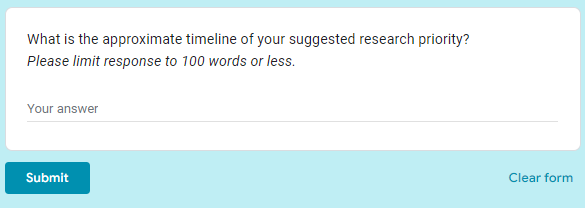 What is the approximate timeline of your suggested research priority?
Please limit response to 100 words or less.
Your answer
Submit
Clear form